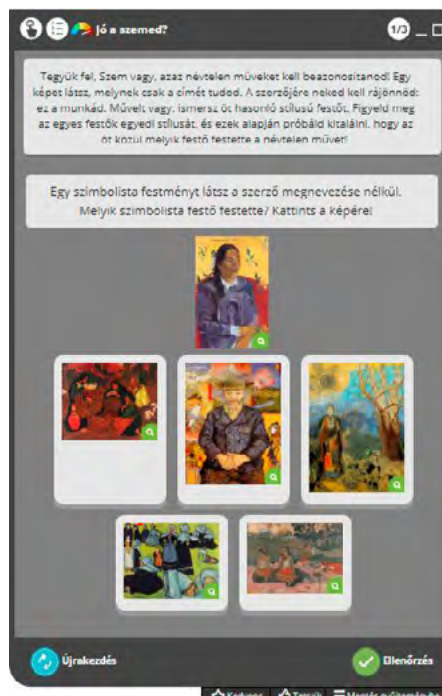 Jó a szemed?
1/3
Tegyük fel, Szem vagy, azaz névtelen műveket kell beazonosítanod! Egy
képet látsz, melynek csak a címét tudod. A szerzőjére neked kell rájönnöd:
ez a munkád. Művelt vagy, ismersz öt hasonló stílusú festőt. Figyeld meg
az egyes festők egyedi stílusát, és ezek alapján próbáld kitalálni, hogy az
öt közül melyik festő festette a névtelen művet!
Egy szimbolista festményt látsz a szerző megnevezése nélkül.
Melyik szimbolista festő festette? Kattints a képére!
Újrakezdés
Ellenőrzés
Kedvenc
Tetszik